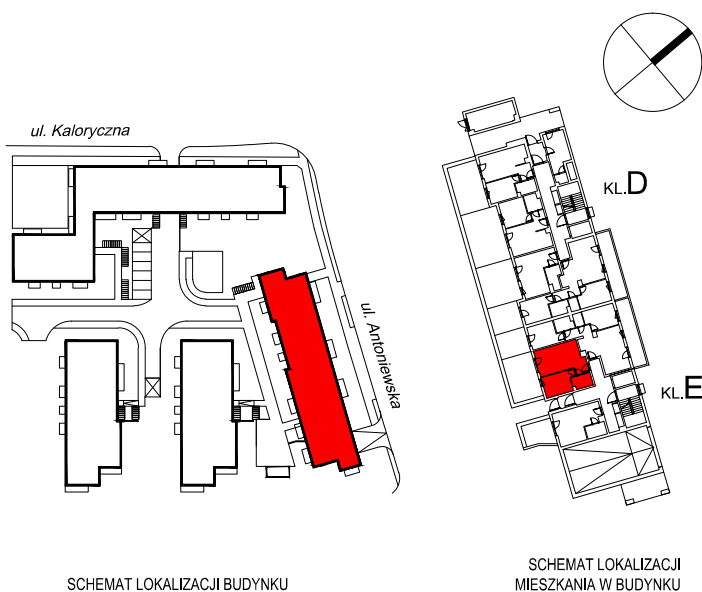 ul. Kaloryczna
ul. Antoniewska
KL.D
KL.E
SCHEMAT LOKALIZACJI BUDYNKU
SCHEMAT LOKALIZACJI
MIESZKANIA W BUDYNKU